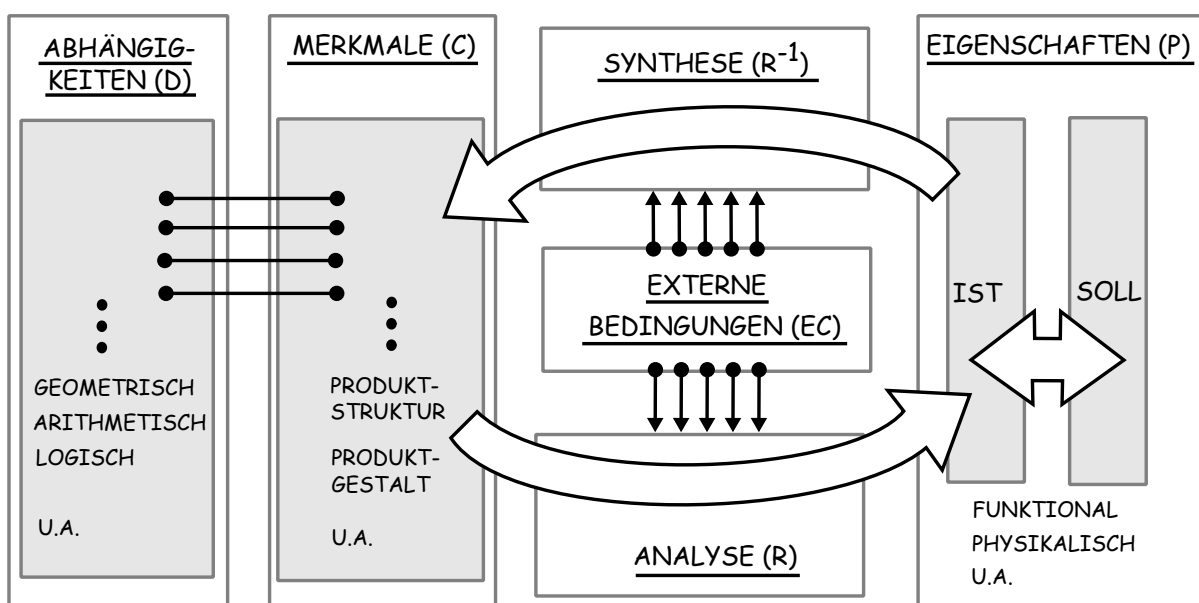 ABHÄNGIG-
KEITEN (D)
GEOMETRISCH
ARITHMETISCH
LOGISCH
U.A.
MERKMALE (C)
PRODUKT-
STRUKTUR
PRODUKT-
GESTALT
U.A.
SYNTHESE (R⁻¹)
EXTERNE
BEDINGUNGEN (EC)
ANALYSE (R)
EIGENSCHAFTEN (P)
IST
SOLL
FUNKTIONAL
PHYSIKALISCH
U.A.